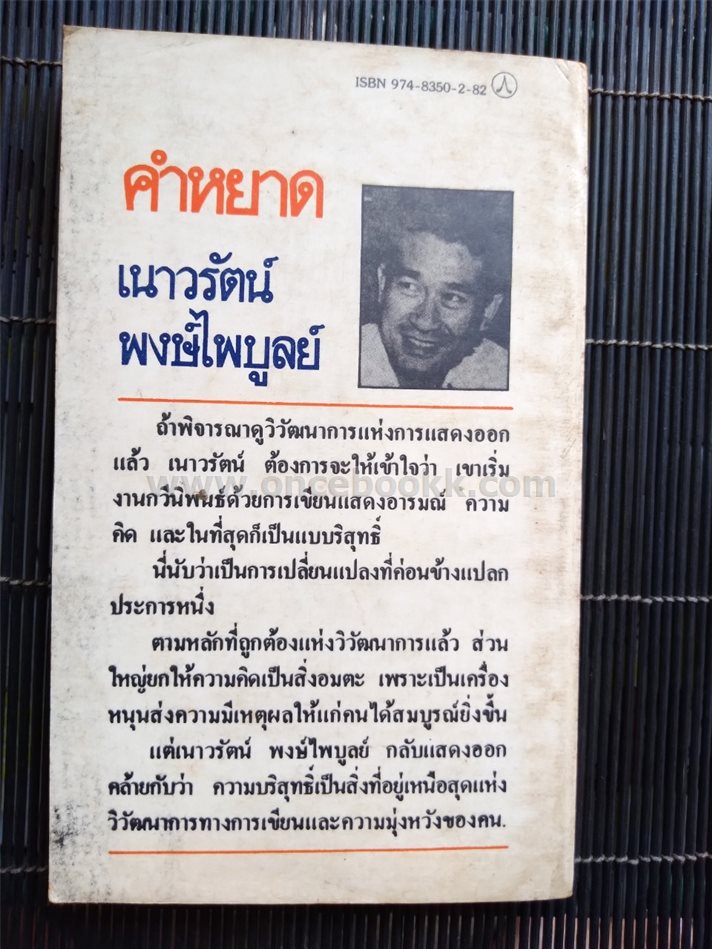 ISBN 974-8350-2-82
คำหยาด
เนาวรัตน์
พงษ์ไพบูลย์
ถ้าพิจารณาดูวิวัฒนาการแห่งการแสดงออก
แล้ว เนาวรัตน์ ต้องการจะให้เข้าใจว่า เขาเริ่ม
www.oncebookk.com
งานกวีนิพนธ์ด้วยการเขียนแสดงอารมณ์ ความ
คิด และในที่สุดก็เป็นแบบบริสุทธิ์
นี่นับว่าเป็นการเปลี่ยนแปลงที่ค่อนข้างแปลก
ประการหนึ่ง
ตามหลักที่ถูกต้องแห่งวิวัฒนาการแล้ว ส่วน
ใหญ่ยกให้ความคิดเป็นสิ่งอมตะ เพราะเป็นเครื่อง
หนุนส่งความมีเหตุผลให้แก่คนได้สมบูรณ์ยิ่งขึ้น
แต่เนาวรัตน์ พงษ์ไพบูลย์ กลับแสดงออก
คล้ายกับว่า ความบริสุทธิ์เป็นสิ่งที่อยู่เหนือสุดแห่ง
วิวัฒนาการทางการเขียนและความมุ่งหวังของคน.